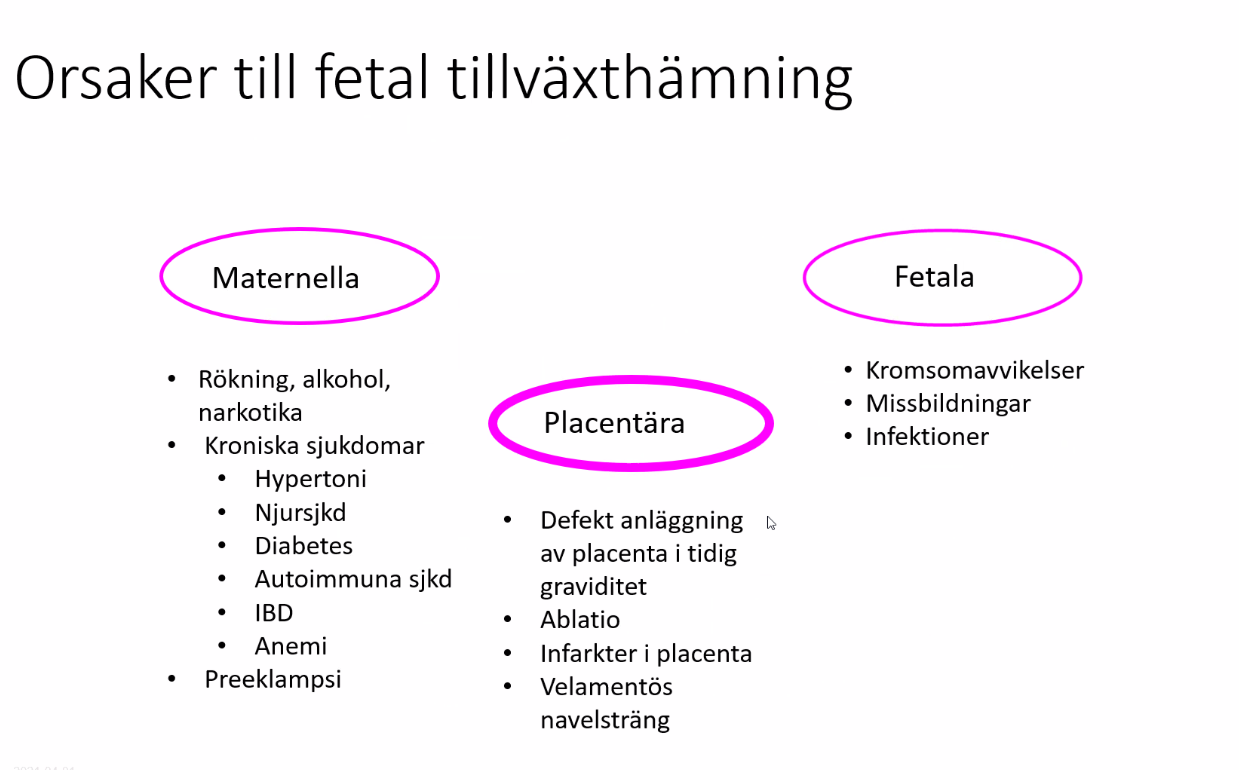 Orsaker till fetal tillväxthämning
Maternella
• Rökning, alkohol,
narkotika
• Kroniska sjukdomar
• Hypertoni
• Njursjkd
• Diabetes
• Autoimmuna sjkd
• IBD
• Anemi
• Preeklampsi
Placentära
• Defekt anläggning
av placenta i tidig
graviditet
• Ablatio
• Infarkter i placenta
• Velamentös
navelsträng
Fetala
• Kromsomavvikelser
• Missbildningar
• Infektioner